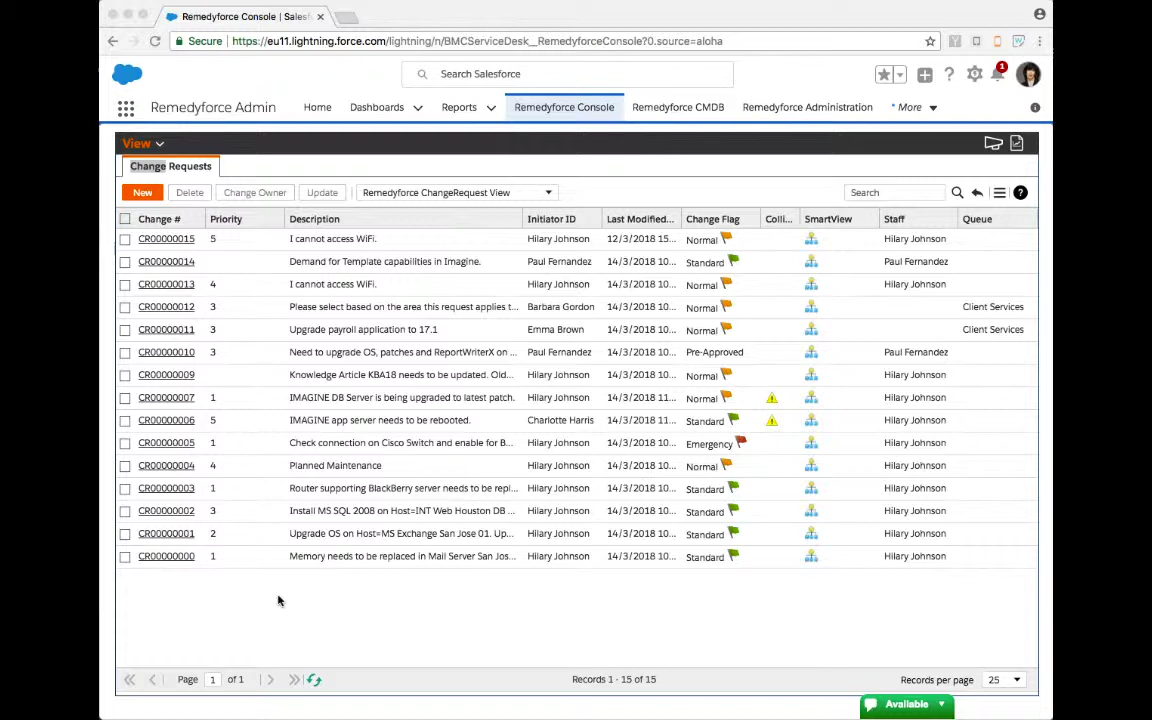 Remedyforce Console | Salesf
Secure https://eu11.lightning.force.com/lightning/n/BMCServiceDesk__RemedyforceConsole?0.source=aloha
Search Salesforce
1
Remedyforce Admin Home Dashboards Reports Remedyforce Console Remedyforce CMDB Remedyforce Administration * More
View
Change Requests
New Delete Change Owner Update Remedyforce ChangeRequest View Search
Change # Priority Description Initiator ID Last Modified... Change Flag Colli... SmartView Staff Queue
CR00000015 5 I cannot access WiFi. Hilary Johnson 12/3/2018 15... Normal Hilary Johnson
CR00000014 Demand for Template capabilities in Imagine. Paul Fernandez 14/3/2018 10... Standard Paul Fernandez
CR00000013 4 I cannot access WiFi. Hilary Johnson 14/3/2018 10... Normal Hilary Johnson
CR00000012 3 Please select based on the area this request applies t... Barbara Gordon 14/3/2018 10... Normal Client Services
CR00000011 3 Upgrade payroll application to 17.1 Emma Brown 14/3/2018 10... Normal Client Services
CR00000010 3 Need to upgrade OS, patches and ReportWriterX on ... Paul Fernandez 14/3/2018 10... Pre-Approved Paul Fernandez
CR00000009 Knowledge Article KBA18 needs to be updated. Old... Hilary Johnson 14/3/2018 10... Normal Hilary Johnson
CR00000007 1 IMAGINE DB Server is being upgraded to latest patch. Hilary Johnson 14/3/2018 11... Normal Hilary Johnson
CR00000006 5 IMAGINE app server needs to be rebooted. Charlotte Harris 14/3/2018 11... Standard Hilary Johnson
CR00000005 1 Check connection on Cisco Switch and enable for B... Hilary Johnson 14/3/2018 10... Emergency Hilary Johnson
CR00000004 4 Planned Maintenance Hilary Johnson 14/3/2018 10... Normal Hilary Johnson
CR00000003 1 Router supporting BlackBerry server needs to be repl... Hilary Johnson 14/3/2018 10... Standard Hilary Johnson
CR00000002 3 Install MS SQL 2008 on Host=INT Web Houston DB ... Hilary Johnson 14/3/2018 10... Standard Hilary Johnson
CR00000001 2 Upgrade OS on Host=MS Exchange San Jose 01. Up... Hilary Johnson 14/3/2018 10... Standard Hilary Johnson
CR00000000 1 Memory needs to be replaced in Mail Server San Jos... Hilary Johnson 14/3/2018 10... Standard Hilary Johnson
Page 1 of 1 Records 1 - 15 of 15 Records per page 25
Available